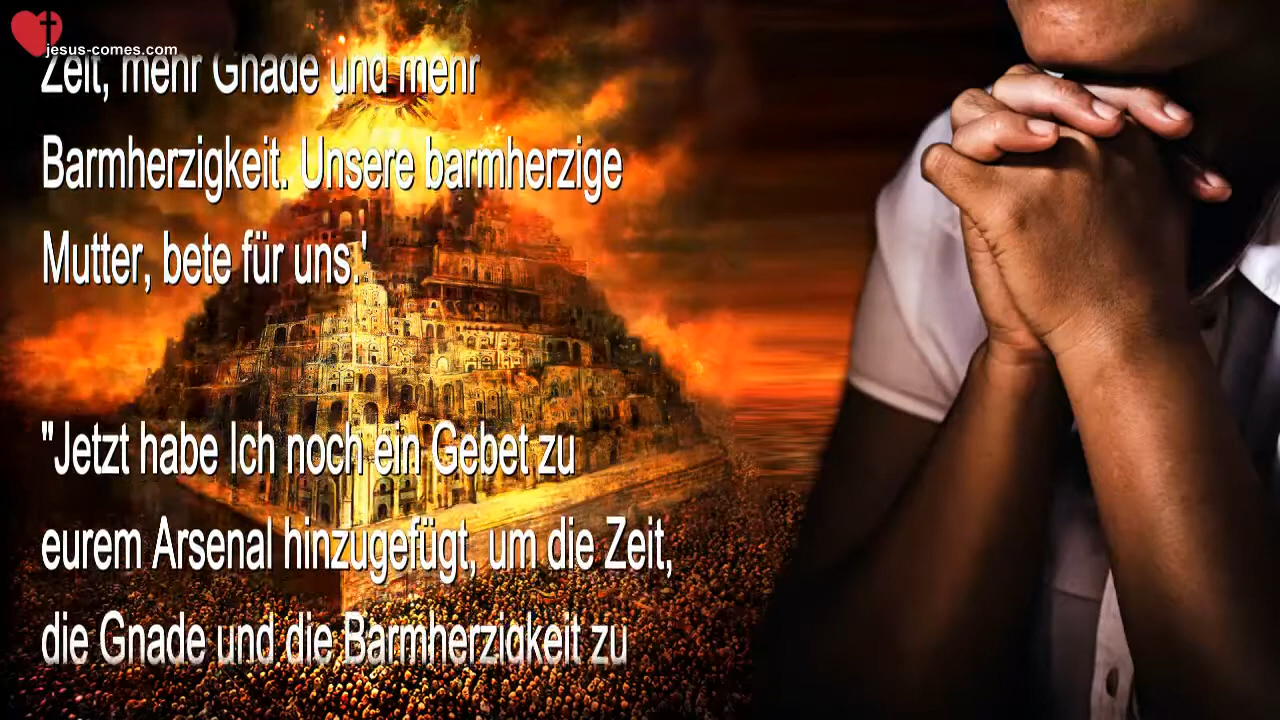 jesus-comes.com
Zeit, mehr Gnade und mehr
Barmherzigkeit. Unsere barmherzige
Mutter, bete für uns.'
"Jetzt habe Ich noch ein Gebet zu
eurem Arsenal hinzugefügt, um die Zeit,
die Gnade und die Barmherzigkeit zu